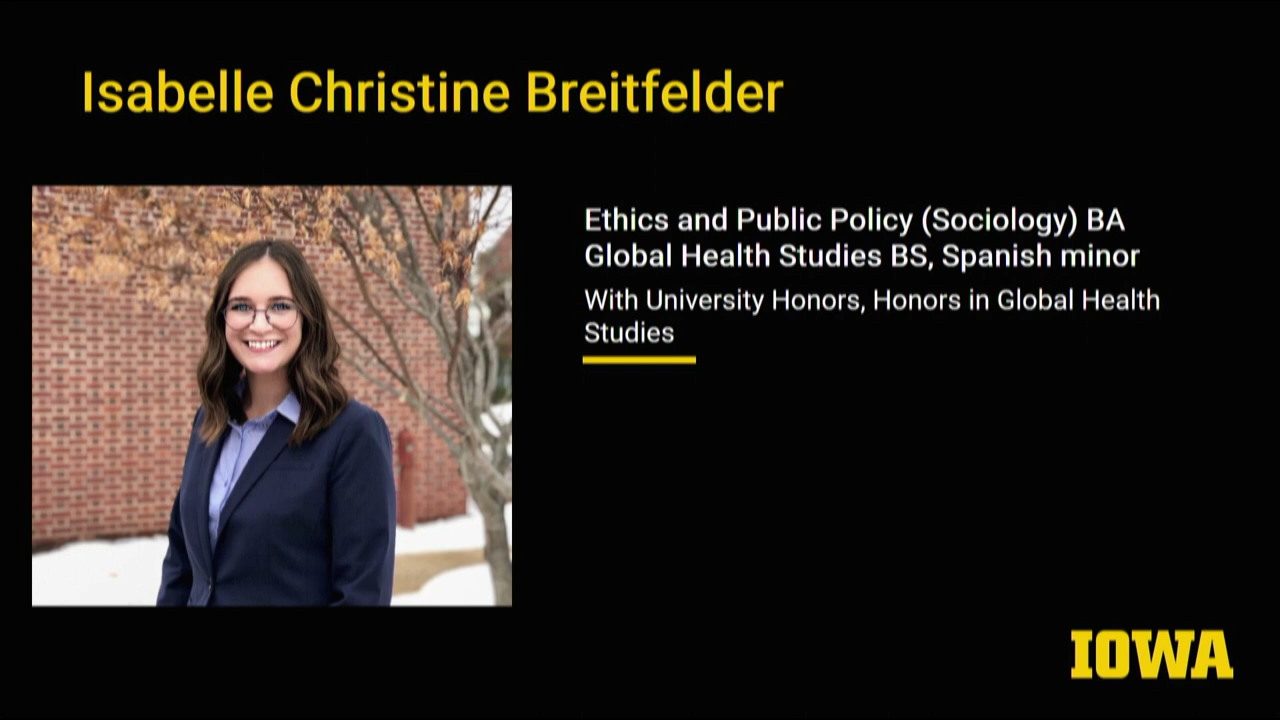 Isabelle Christine Breitfelder
Ethics and Public Policy (Sociology) BA
Global Health Studies BS, Spanish minor
With University Honors, Honors in Global Health
Studies
IOWA